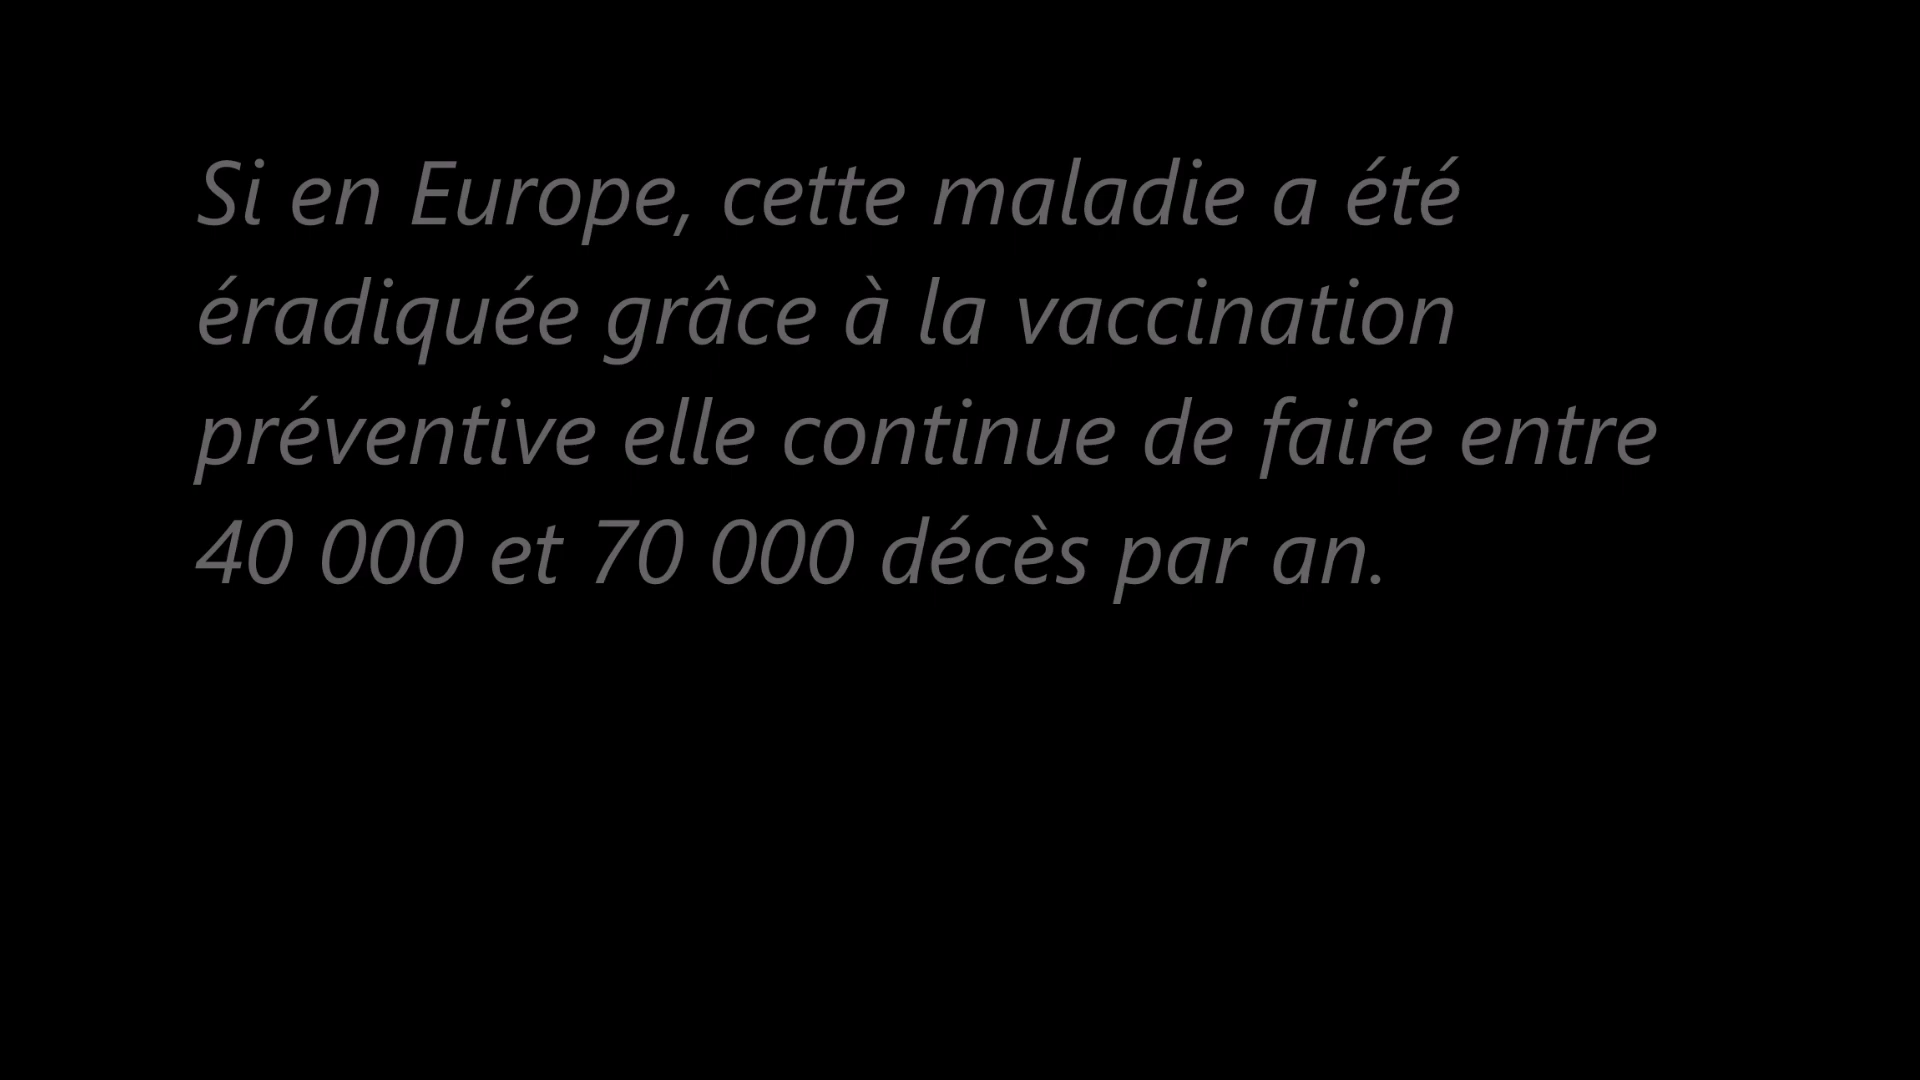 Si en Europe, cette maladie a été
éradiquée grâce à la vaccination
préventive elle continue de faire entre
40 000 et 70 000 décès par an.